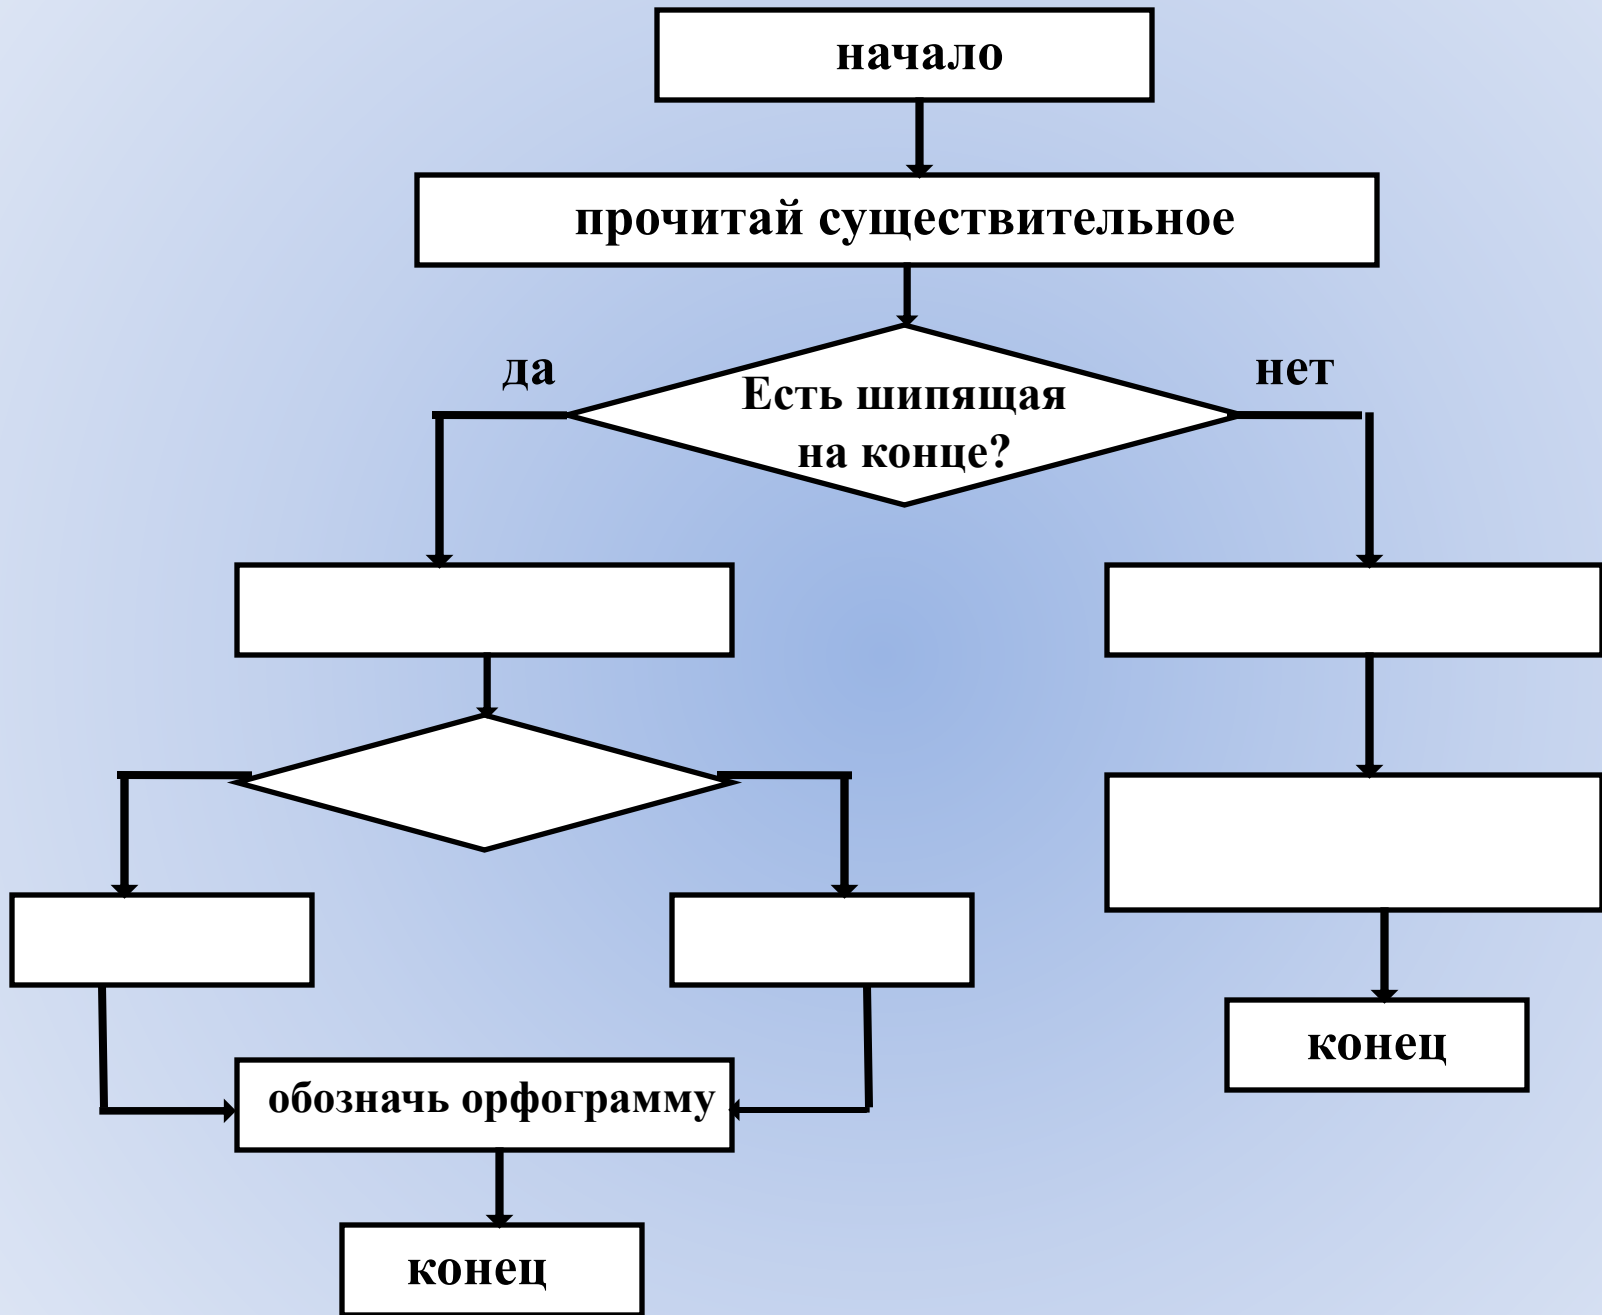 начало
прочитай существительное
да
нет
Есть шипящая
на конце?
конец
обозначь орфограмму
конец